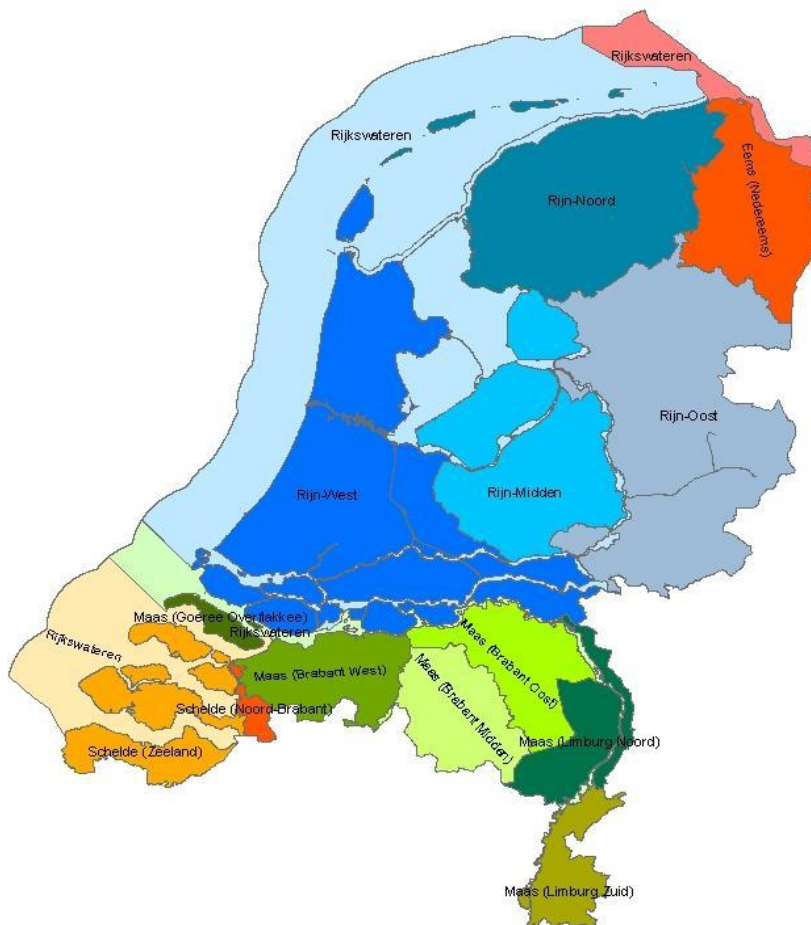 Rijkswateren
Rijkswateren
Eems (Nedereems)
Rijn-Noord
Rijn-Oost
Rijn-West
Rijn-Midden
Maas (Goeree Overflakkee)
Rijkswateren
Rijkswateren
Maas (Brabant West)
Maas (Brabant Oost)
Maas (Brabant Midden)
Schelde (Noord-Brabant)
Schelde (Zeeland)
Maas (Limburg Noord)
Maas (Limburg Zuid)